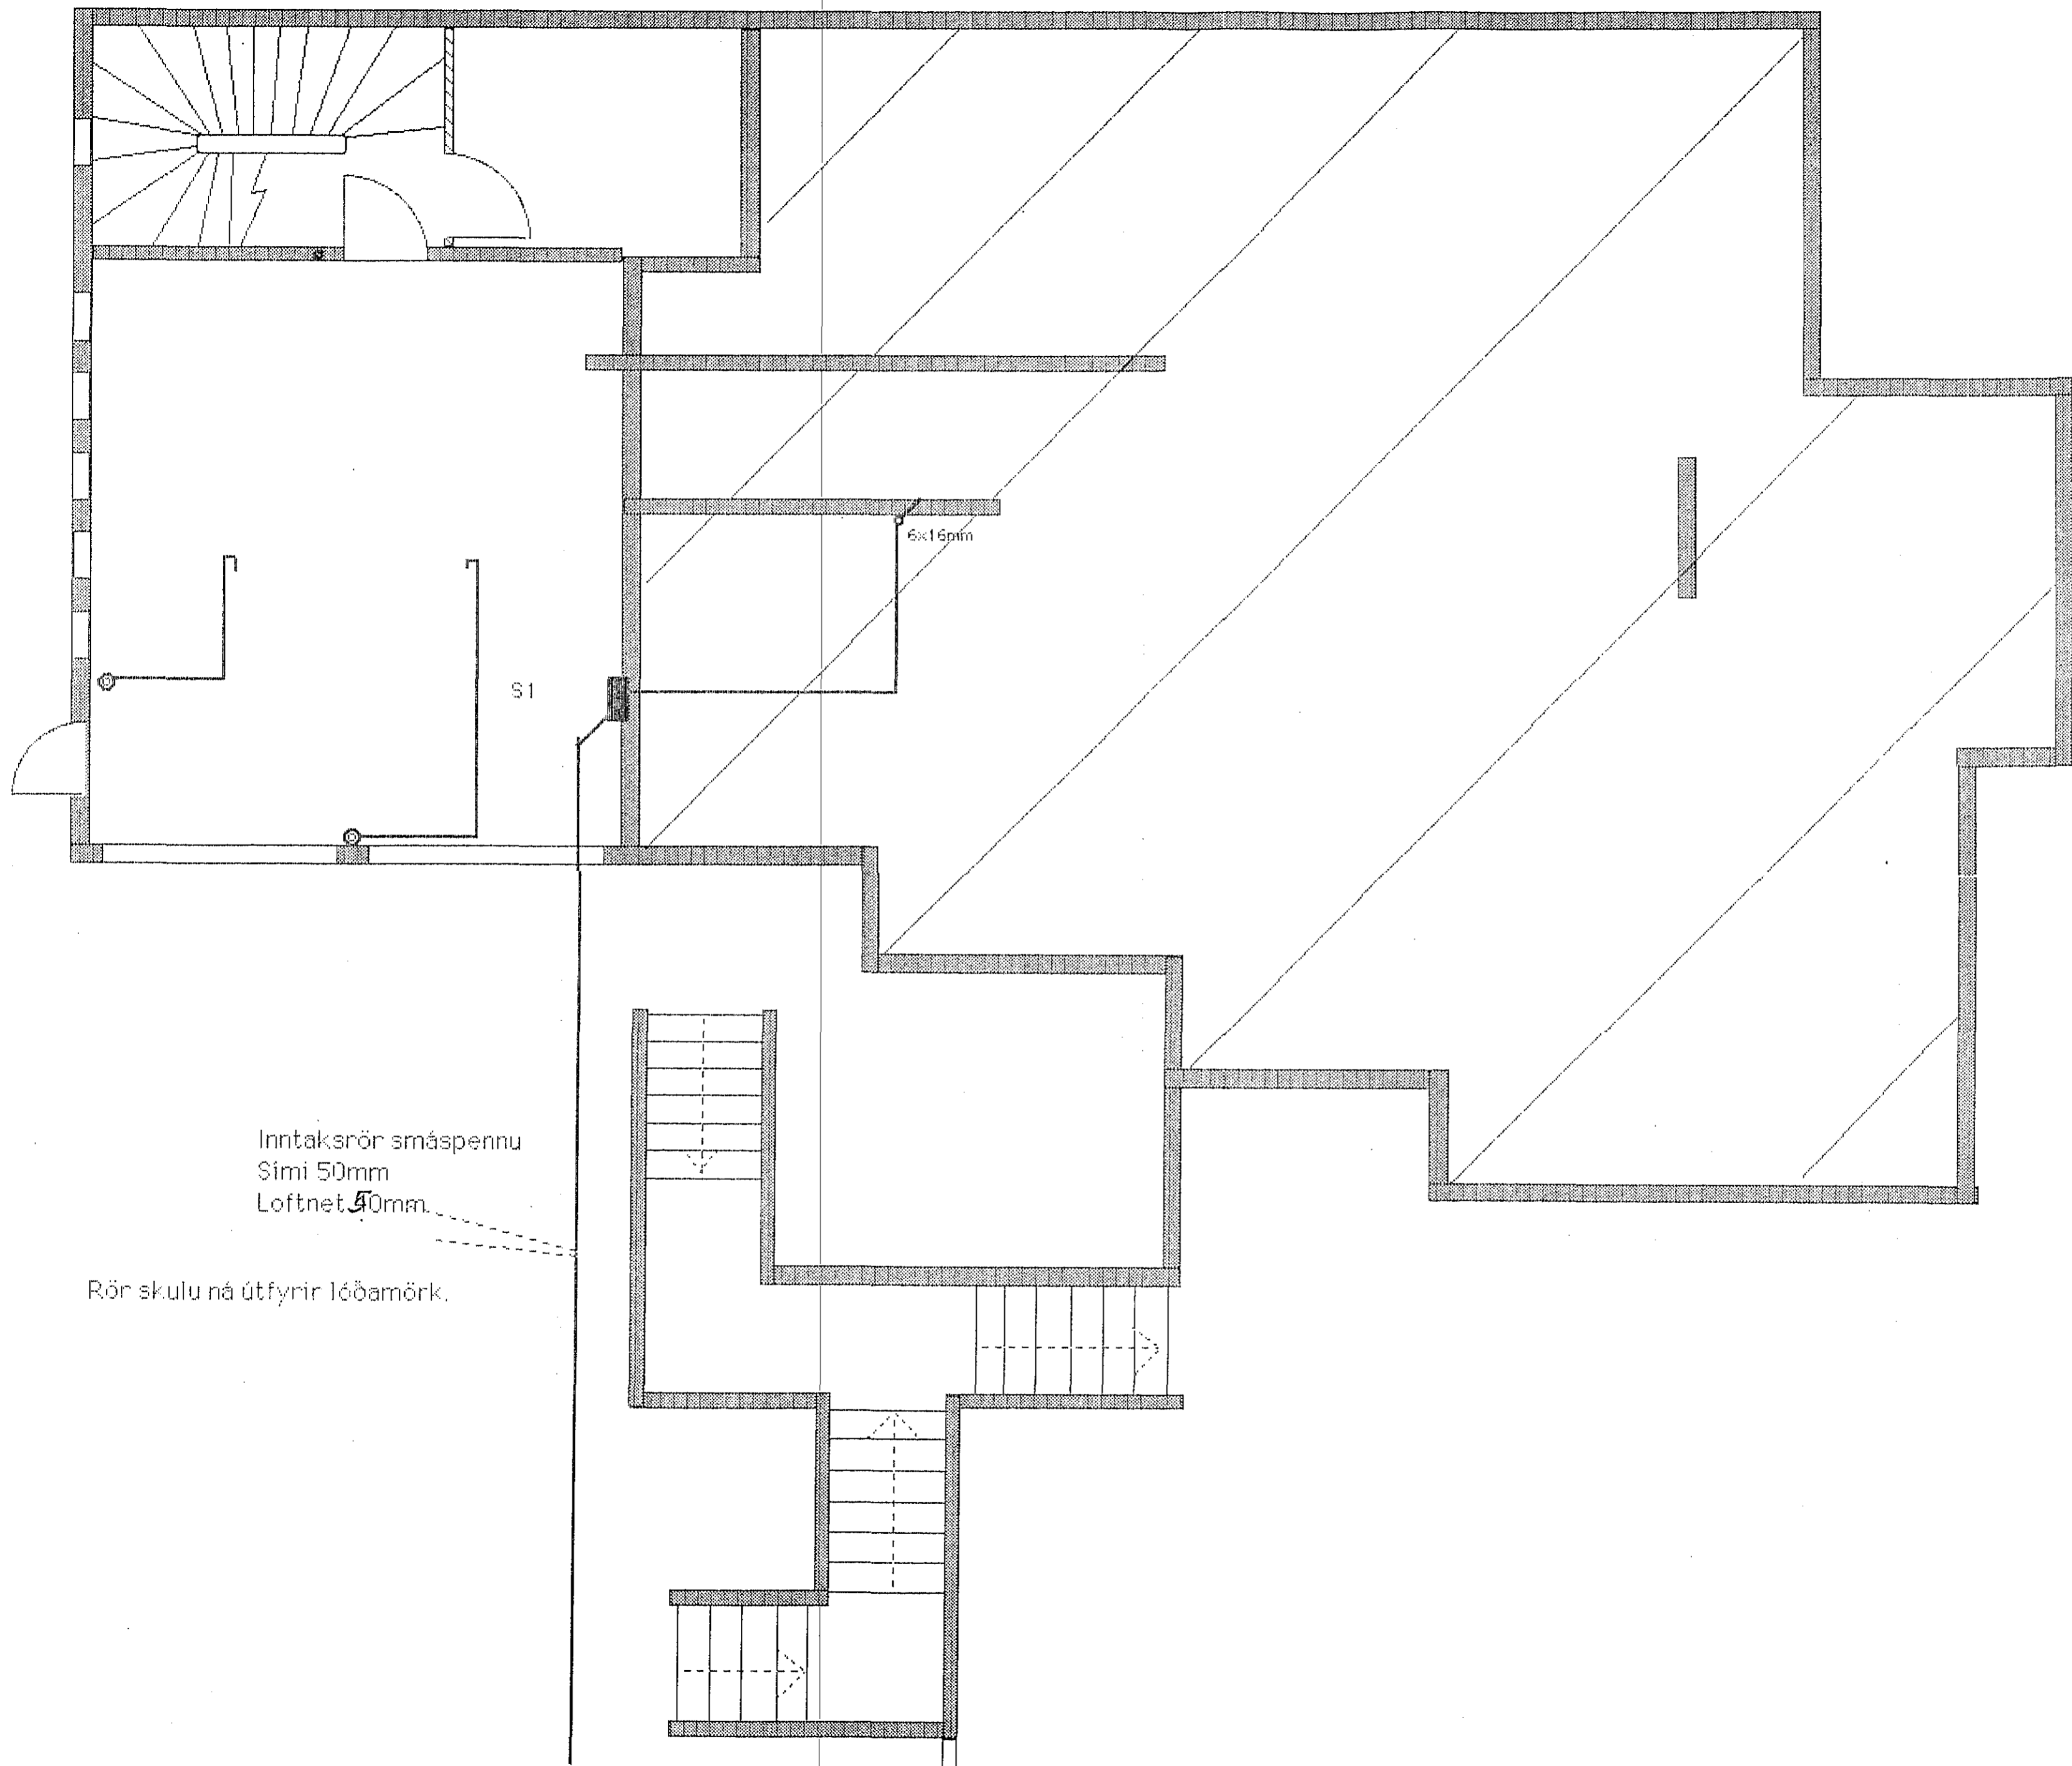 6x16mm
S1
Inntaksrör smáspennu
Sími 50mm
Loftnet 50mm
Rör skulu ná útfyrir lóðamörk.